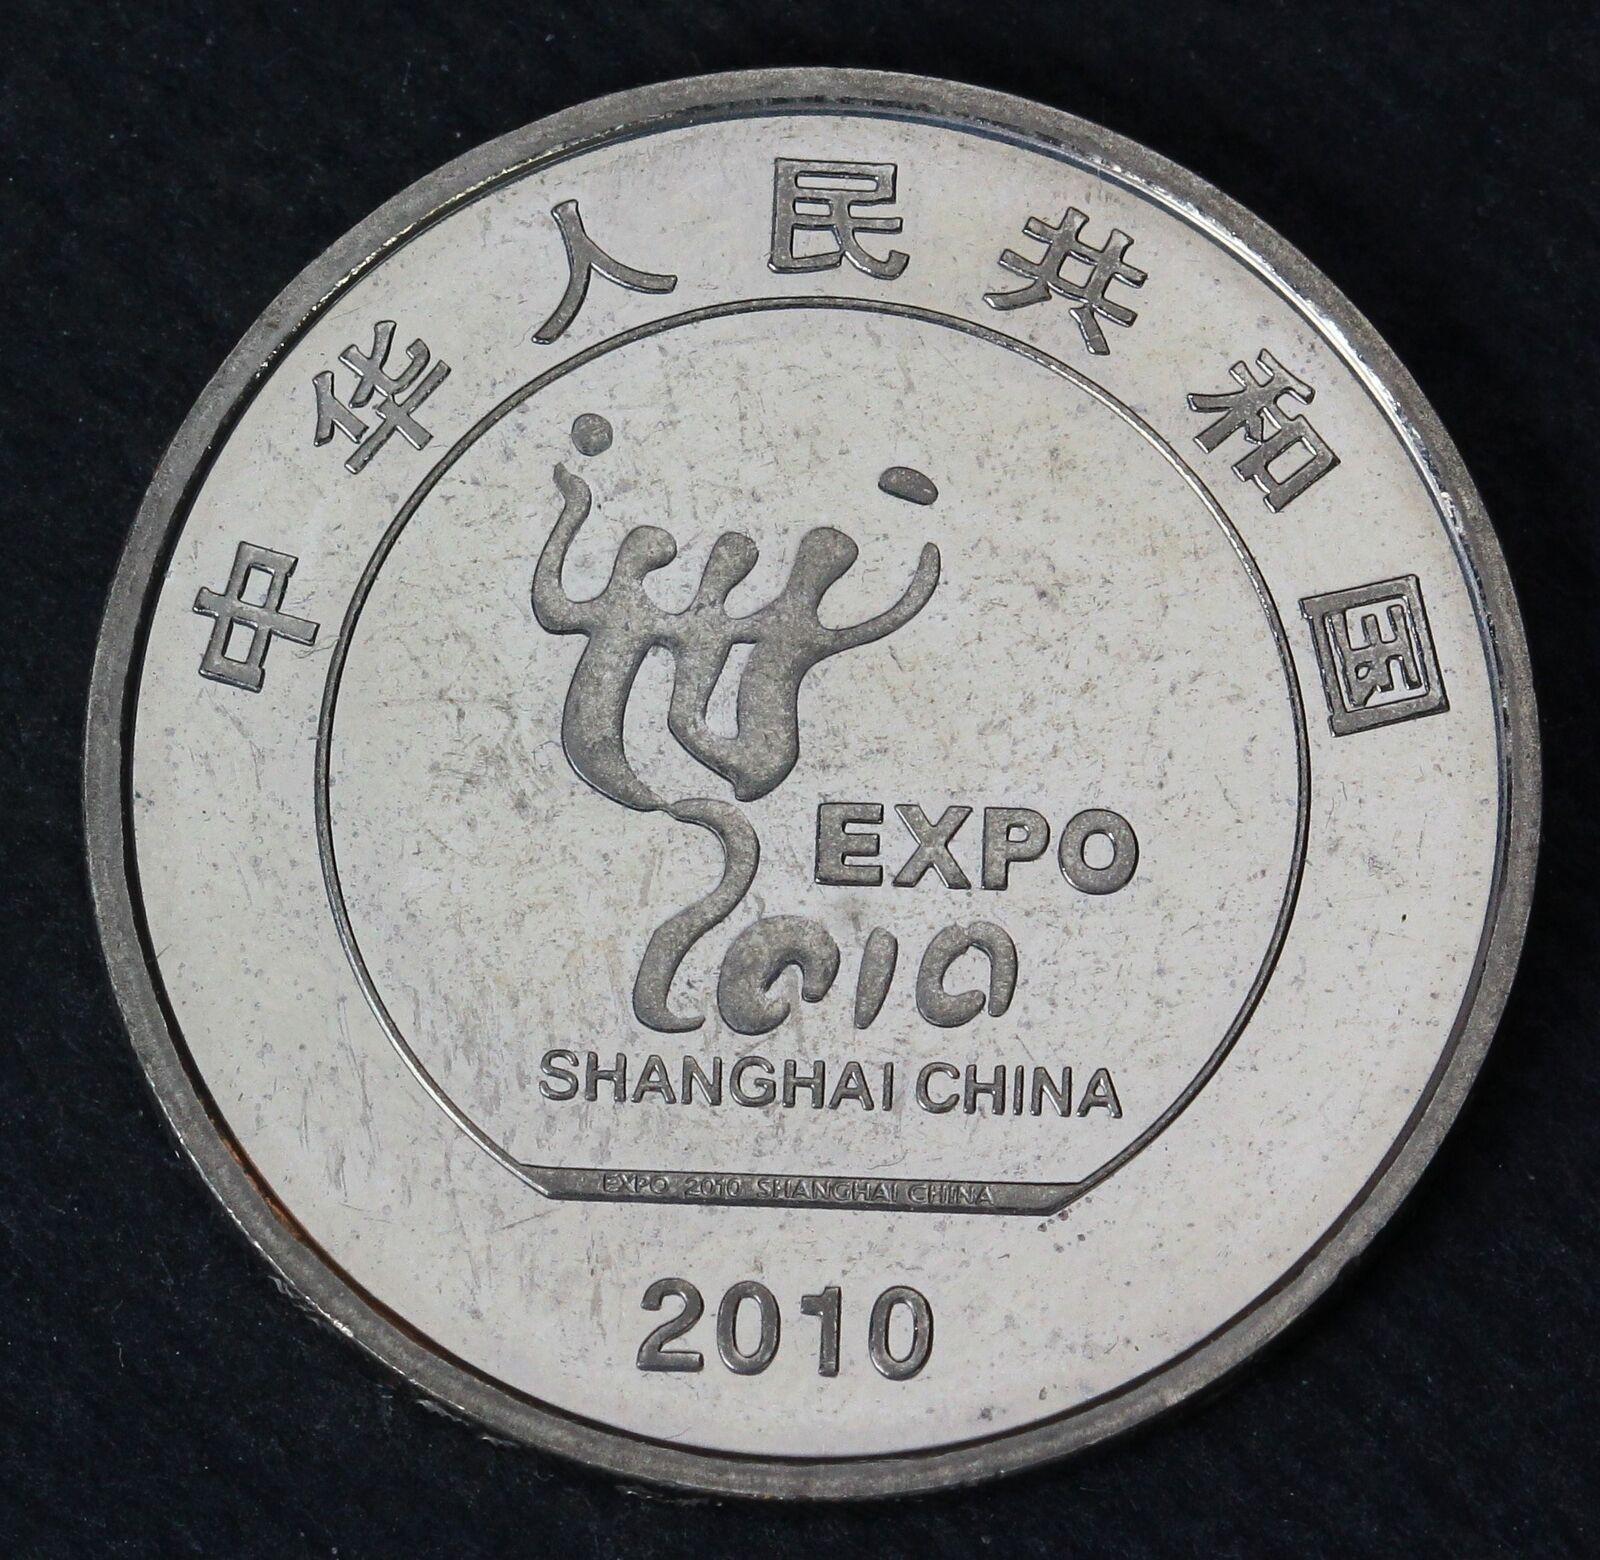 中华人民共和国
EXPO
2010
SHANGHAI CHINA
EXPO 2010 SHANGHAI CHINA
2010